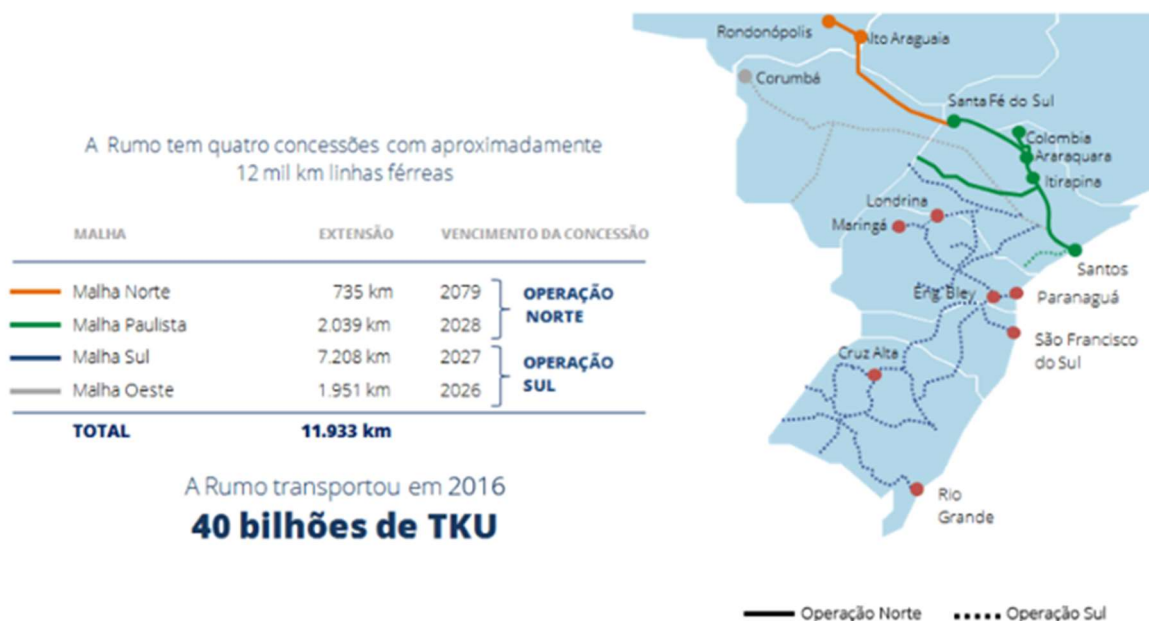 A Rumo tem quatro concessões com aproximadamente
12 mil km linhas férreas
MALHA EXTENSÃO VENCIMENTO DA CONCESSÃO
Malha Norte 735 km 2079
Malha Paulista 2.039 km 2028
OPERAÇÃO
NORTE
Malha Sul 7.208 km 2027
Malha Oeste 1.951 km 2026
OPERAÇÃO
SUL
TOTAL 11.933 km
A Rumo transportou em 2016
40 bilhões de TKU
Rondonópolis
Alto Araguaia
Corumbá
Santa Fé do Sul
Colombia
Araraquara
Itirapina
Londrina
Maringá
Santos
Eng. Bley
Paranaguá
São Francisco
do Sul
Cruz Alta
Rio
Grande
Operação Norte Operação Sul